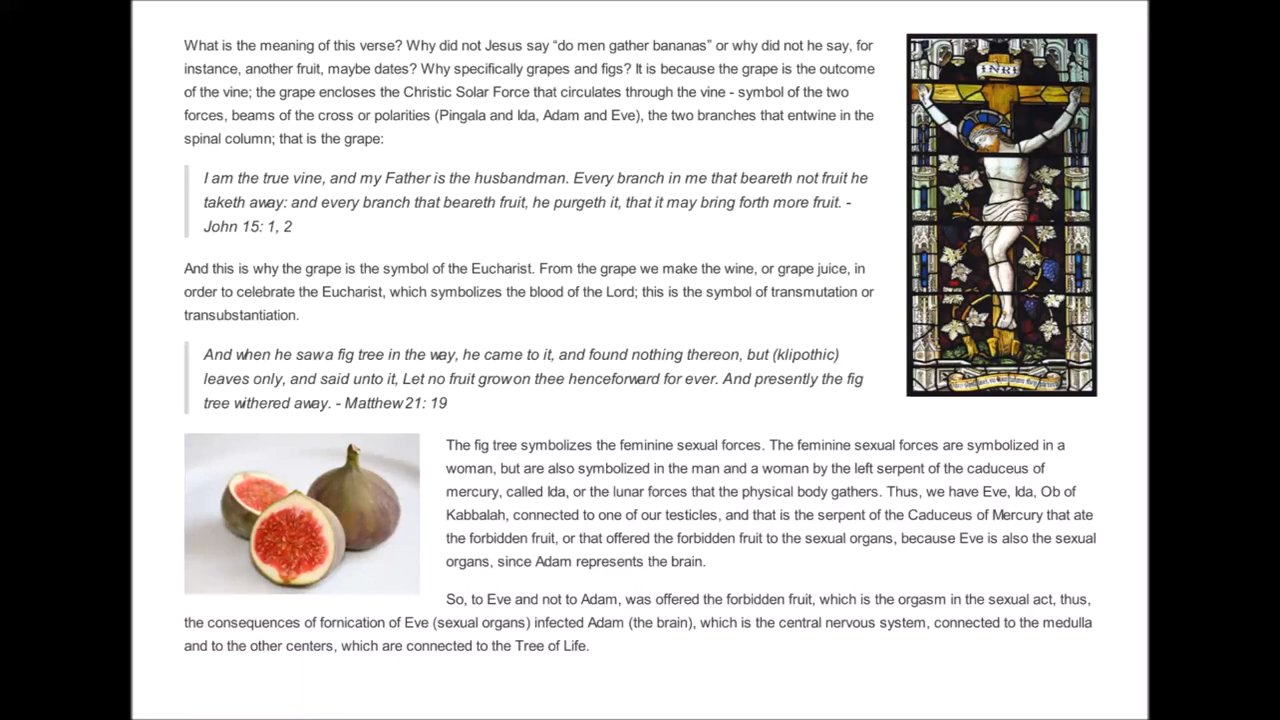 What is the meaning of this verse? Why did not Jesus say “do men gather bananas” or why did not he say, for
instance, another fruit, maybe dates? Why specifically grapes and figs? It is because the grape is the outcome
of the vine; the grape encloses the Christic Solar Force that circulates through the vine - symbol of the two
forces, beams of the cross or polarities (Pingala and Ida, Adam and Eve), the two branches that entwine in the
spinal column; that is the grape:
I m the true vine, and my Father is the husbandman. Every branch in me that beareth not fruit he
taketh away: and every branch that beareth fruit, he purgeth it, that it may bring forth more fruit. -
John 15: 1, 2
And this is why the grape is the symbol of the Eucharist. From the grape we make the wine, or grape juice, in
order to celebrate the Eucharist, which symbolizes the blood of the Lord; this is the symbol of transmutation or
transubstantiation.
And when he saw a fig tree in the way, he came to it, and found nothing thereon, but (klipothic)
leaves only, and said unto it, Let no fruit grow on thee henceforward for ever. And presently the fig
tree withered away. - Matthew 21: 19
The fig tree symbolizes the feminine sexual forces. The feminine sexual forces are symbolized in a
woman, but are also symbolized in the man and a woman by the left serpent of the caduceus of
mercury, called Ida, or the lunar forces that the physical body gathers. Thus, we have Eve, Ida, Ob of
Kabbalah, connected to one of our testicles, and that is the serpent of the Caduceus of Mercury that ate
the forbidden fruit, or that offered the forbidden fruit to the sexual organs, because Eve is also the sexual
organs, since Adam represents the brain.
So, to Eve and not to Adam, was offered the forbidden fruit, which is the orgasm in the sexual act, thus,
the consequences of fornication of Eve (sexual organs) infected Adam (the brain), which is the central nervous system, connected to the medulla
and to the other centers, which are connected to the Tree of Life.
INRI